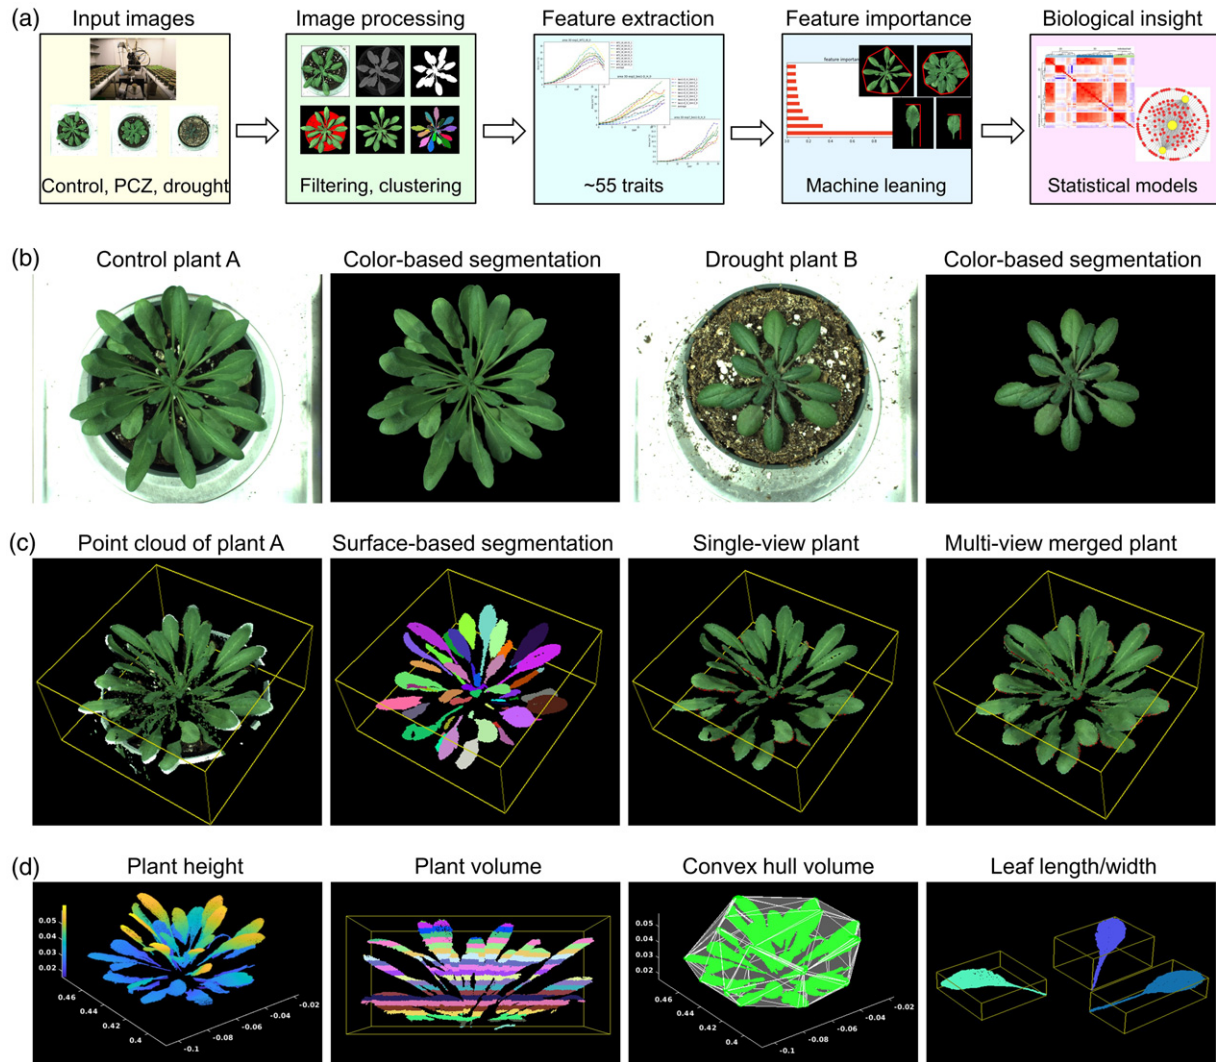 (a)
Input images
Image processing
Feature extraction
Feature importance
Biological insight
feature importan
Control, PCZ, drought
Filtering, clustering
~55 traits
Machine leaning
Statistical models
(b)
Control plant A
Color-based segmentation
Drought plant B
Color-based segmentation
(c)
Point cloud of plant A
Surface-based segmentation
Single-view plant
Multi-view merged plant
(d)
Plant height
Plant volume
Convex hull volume
Leaf length/width
0.05
0.04
0.03
0.02
0.46
0.44
0.42
0.4
-0.1
-0.08
-0.06
-0.04
-0.02
0.05
0.04
0.03
0.02
0.46
0.44
0.42
0.4
-0.1
-0.08
-0.06
-0.04
-0.02